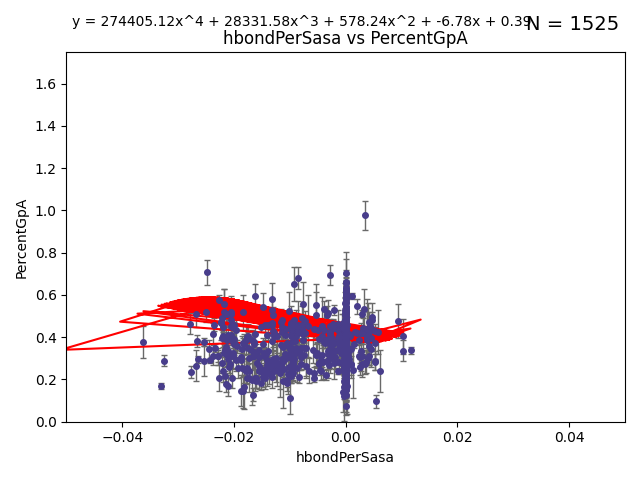 y = 274405.12x^4 + 28331.58x^3 + 578.24x^2 + -6.78x + 0.39
N = 1525
hbondPerSasa vs PercentGpA
PercentGpA
1.6
1.4
1.2
1.0
0.8
0.6
0.4
0.2
0.0
−0.04 −0.02 0.00 0.02 0.04
hbondPerSasa